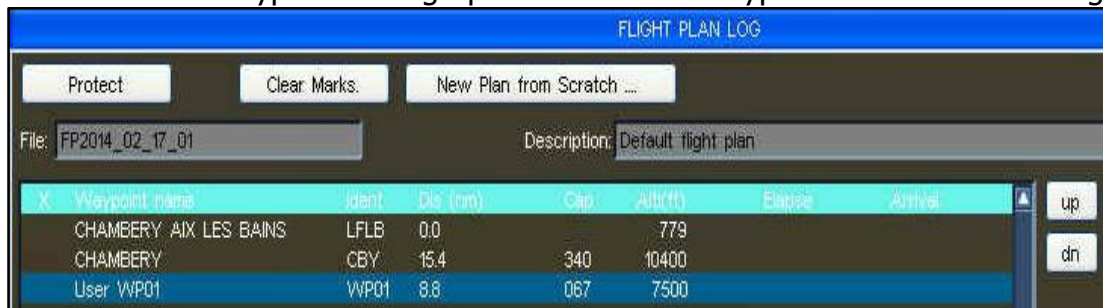 FLIGHT PLAN LOG
Protect Clear Marks. New Plan from Scratch ...
File: FP2014_02_17_01 Description: Default flight plan
X Waypoint name Ident Dis (nm) Cap Alti(ft) Elapse Arrival up
CHAMBERY AIX LES BAINS LFLB 0.0 779
CHAMBERY CBY 15.4 340 10400 dn
User WP01 WP01 8.8 067 7500